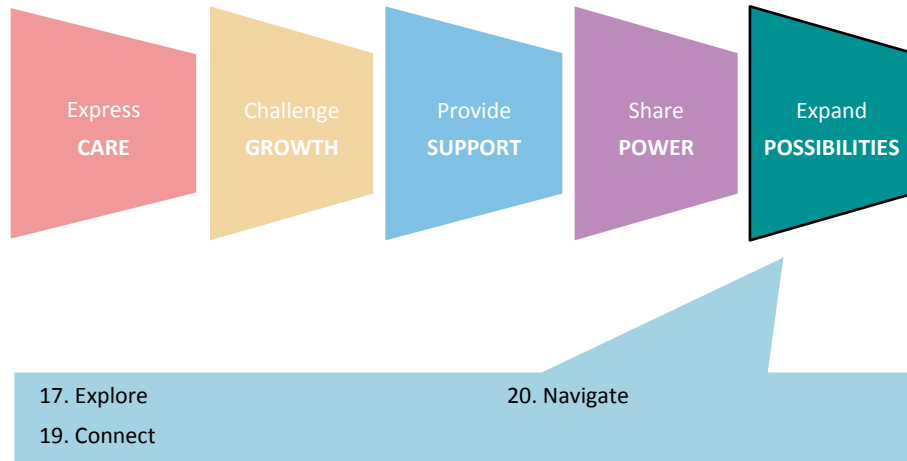 Express
CARE
Challenge
GROWTH
Provide
SUPPORT
Share
POWER
Expand
POSSIBILITIES
17. Explore
19. Connect
20. Navigate